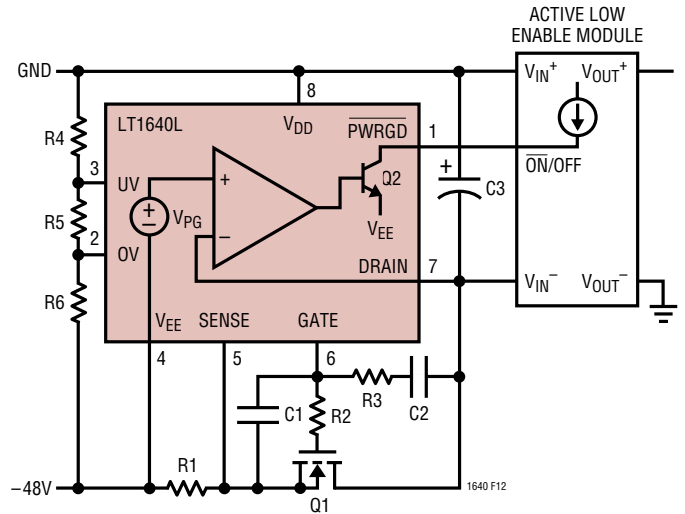 ACTIVE LOW
ENABLE MODULE
GND
8
LT1640L
VDD
PWRGD
1
VIN+
VOUT+
ON/OFF
R4
3
UV
R5
2
OV
R6
+
−
VPG
+
−
Q2
VEE
DRAIN
7
+
C3
VIN−
VOUT−
VEE
SENSE
GATE
4
5
6
C1
R2
R3
C2
R1
−48V
Q1
1640 F12